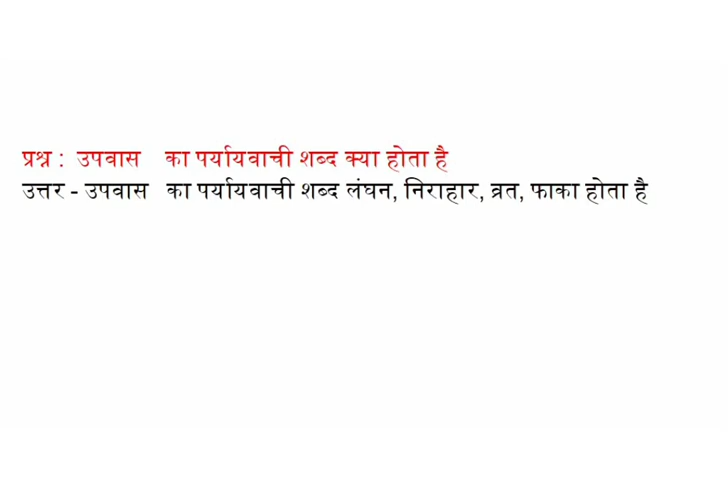 प्रश्न : उपवास का पर्यायवाची शब्द क्या होता है
उत्तर - उपवास का पर्यायवाची शब्द लंघन, निराहार, व्रत, फाका होता है